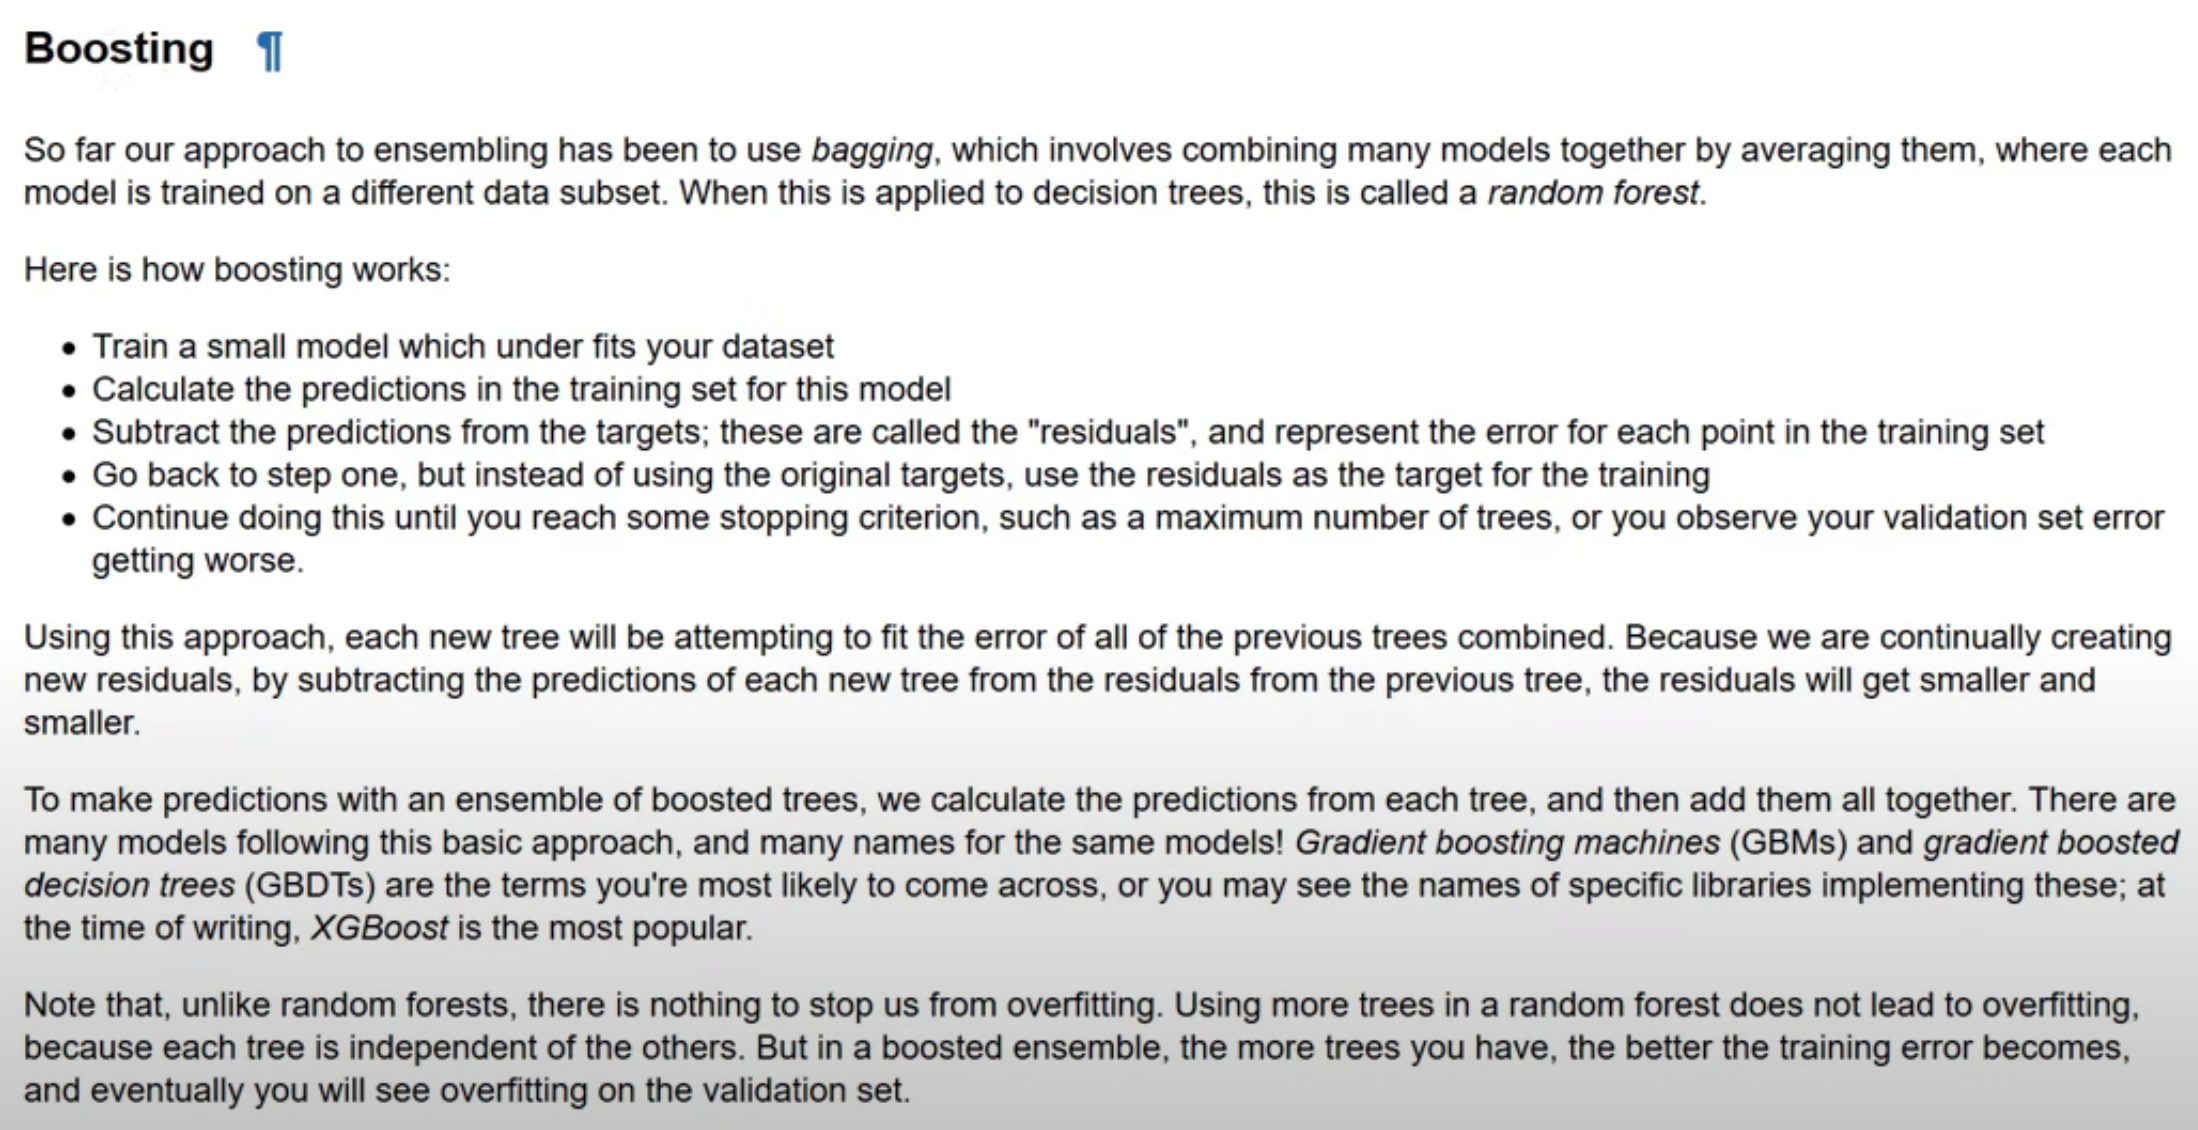 Boosting ¶
So far our approach to ensembling has been to use bagging, which involves combining many models together by averaging them, where each
model is trained on a different data subset. When this is applied to decision trees, this is called a random forest.
Here is how boosting works:
• Train a small model which under fits your dataset
• Calculate the predictions in the training set for this model
• Subtract the predictions from the targets; these are called the "residuals", and represent the error for each point in the training set
• Go back to step one, but instead of using the original targets, use the residuals as the target for the training
• Continue doing this until you reach some stopping criterion, such as a maximum number of trees, or you observe your validation set error
getting worse.
Using this approach, each new tree will be attempting to fit the error of all of the previous trees combined. Because we are continually creating
new residuals, by subtracting the predictions of each new tree from the residuals from the previous tree, the residuals will get smaller and
smaller.
To make predictions with an ensemble of boosted trees, we calculate the predictions from each tree, and then add them all together. There are
many models following this basic approach, and many names for the same models! Gradient boosting machines (GBMs) and gradient boosted
decision trees (GBDTs) are the terms you're most likely to come across, or you may see the names of specific libraries implementing these; at
the time of writing, XGBoost is the most popular.
Note that, unlike random forests, there is nothing to stop us from overfitting. Using more trees in a random forest does not lead to overfitting,
because each tree is independent of the others. But in a boosted ensemble, the more trees you have, the better the training error becomes,
and eventually you will see overfitting on the validation set.